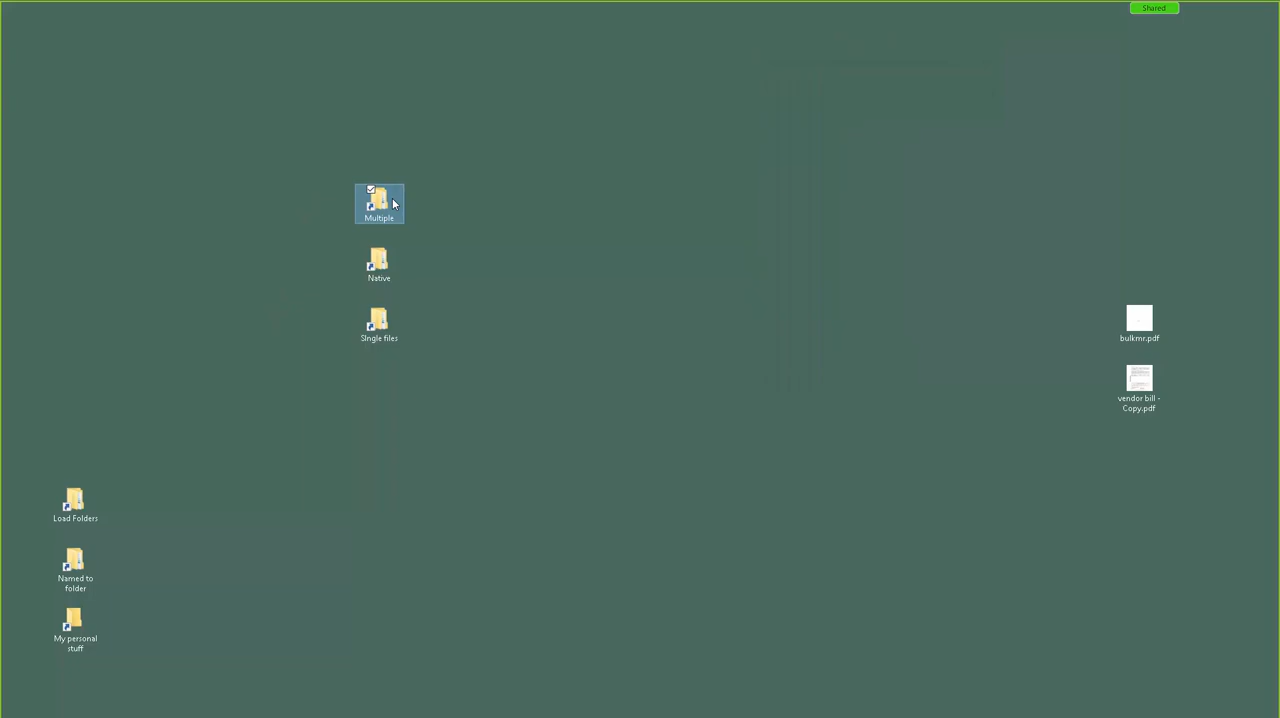 Shared
Multiple
Native
SIngle files
bulkmr.pdf
vendor bill -
Copy.pdf
Load Folders
Named to
folder
My personal
stuff